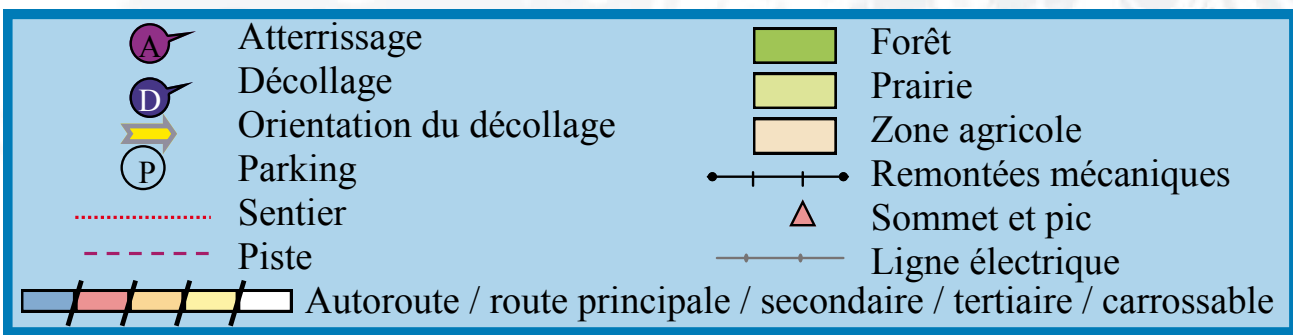 A Atterrissage
D Décollage
Orientation du décollage
P Parking
Sentier
Piste
Forêt
Prairie
Zone agricole
Remontées mécaniques
Sommet et pic
Ligne électrique
Autoroute / route principale / secondaire / tertiaire / carrossable